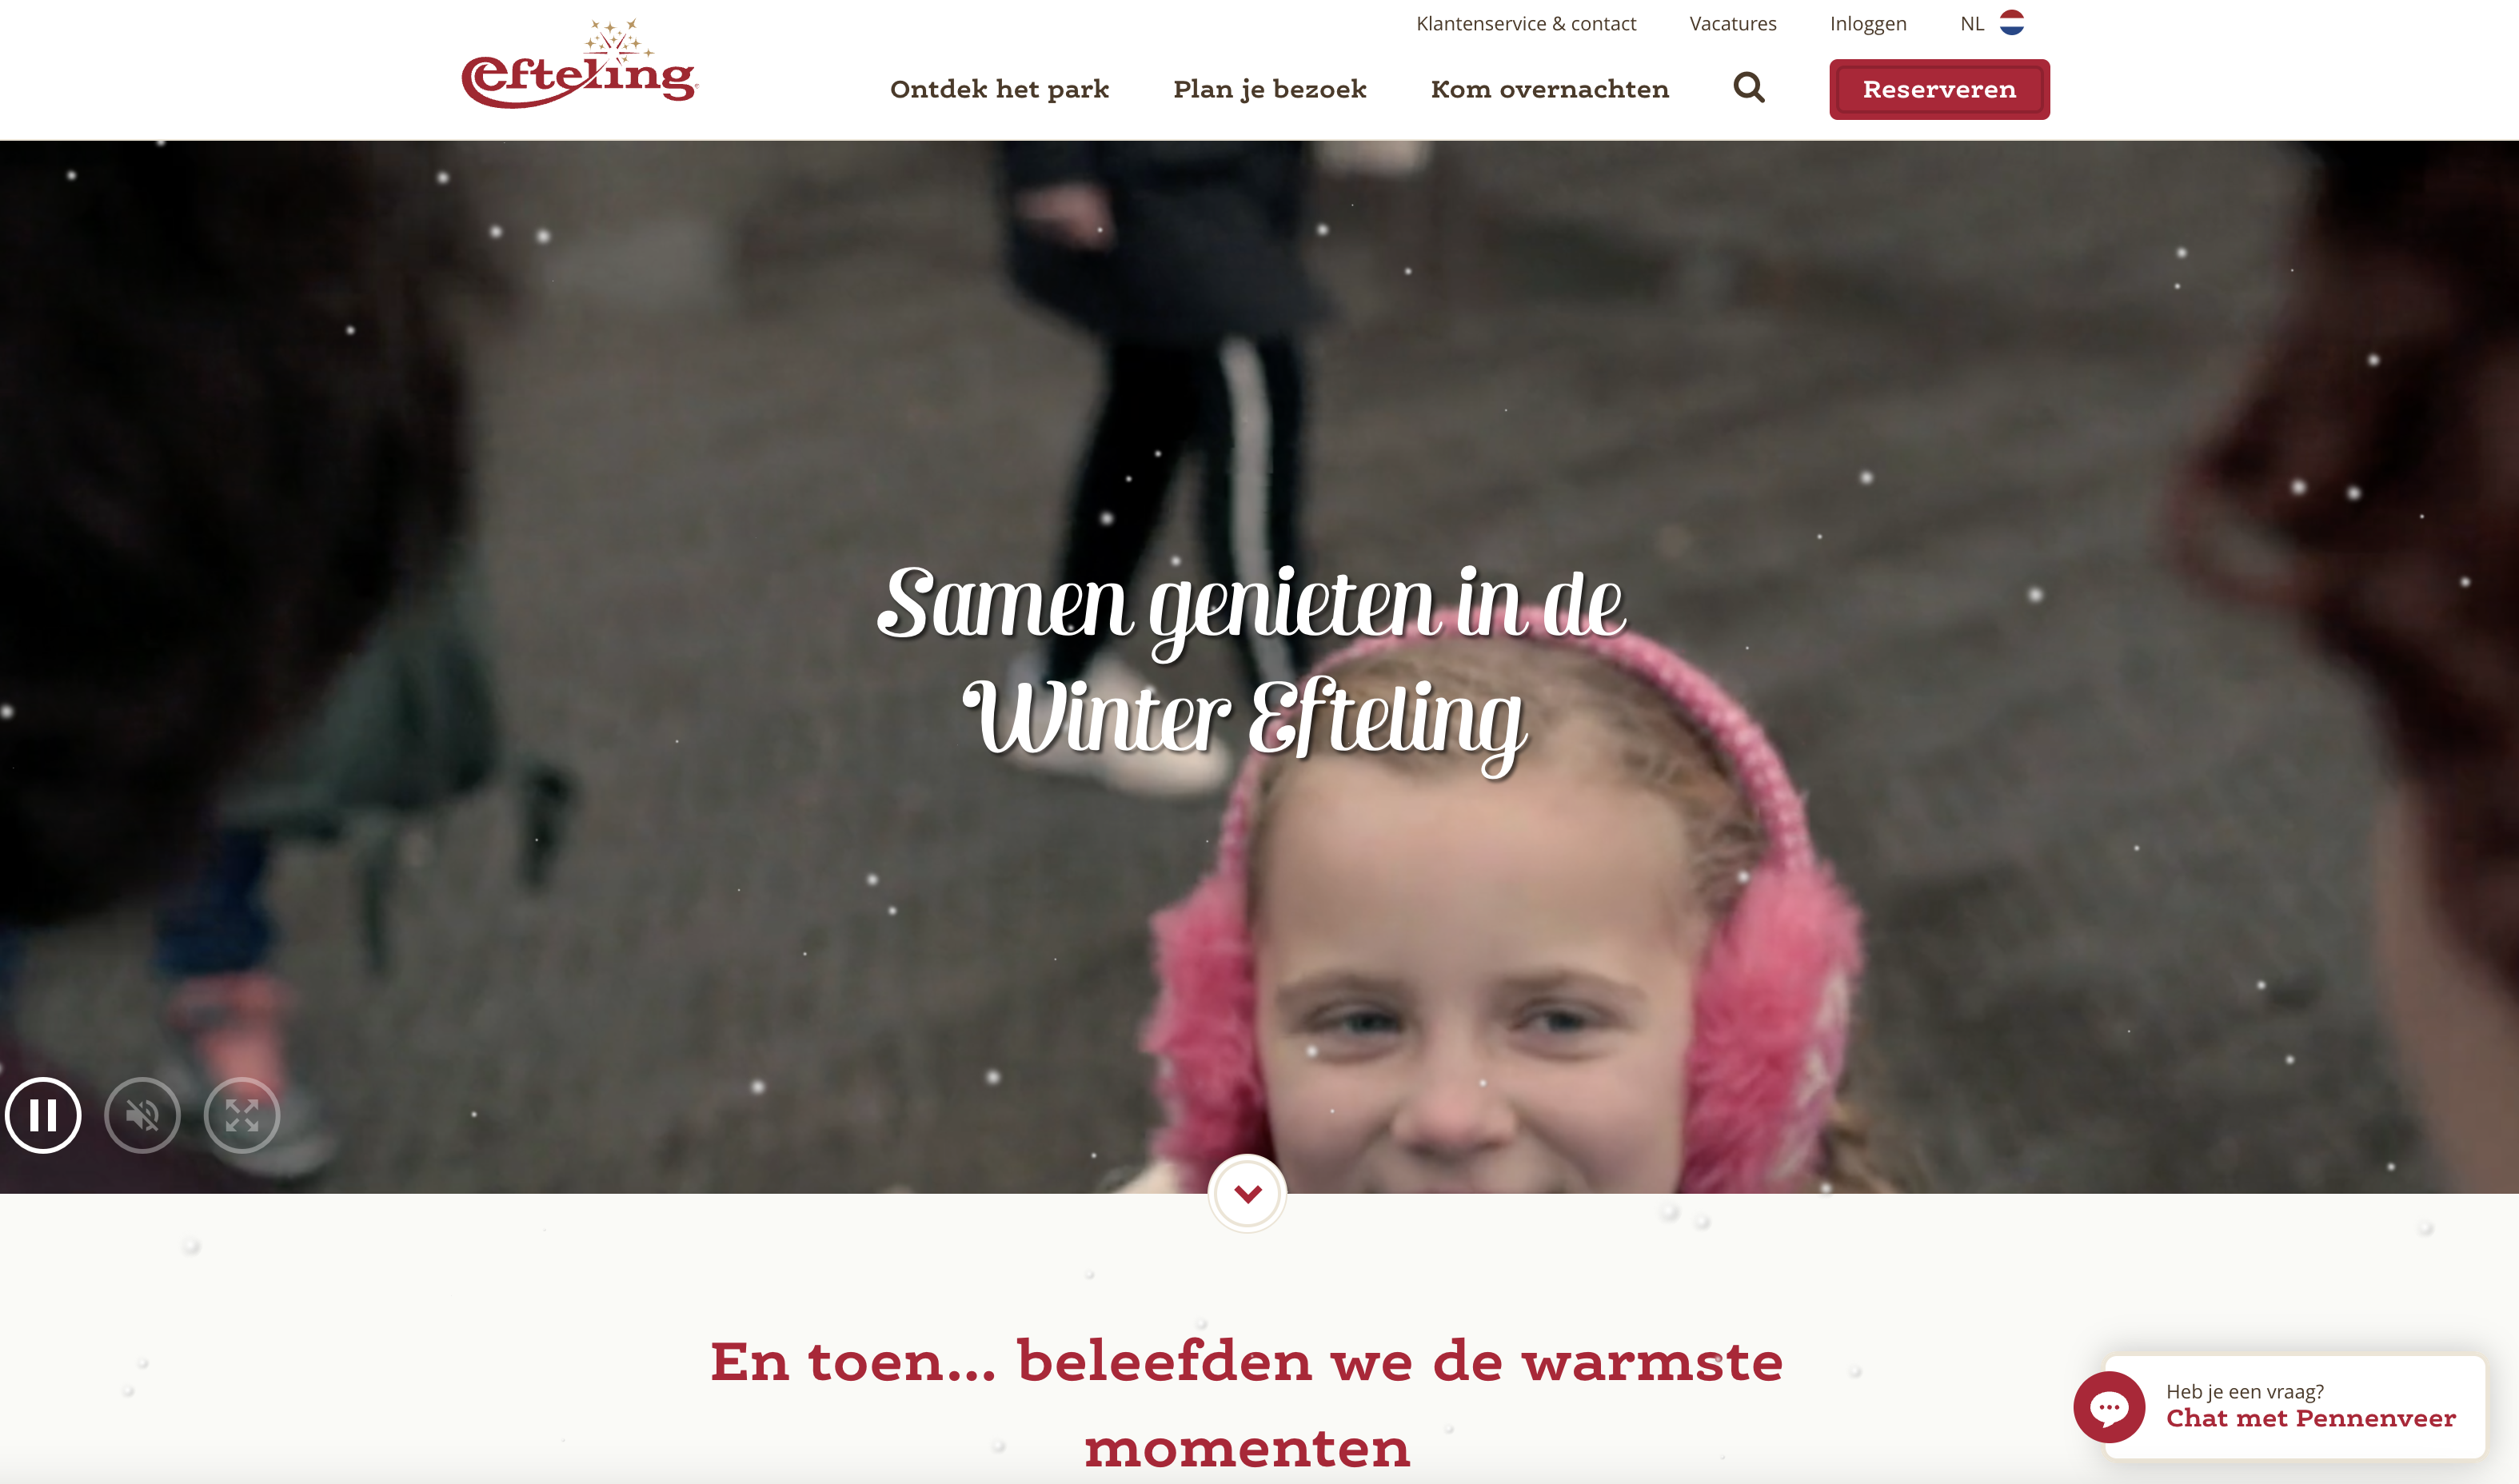 efteling
Klantenservice & contact
Vacatures
Inloggen
NL
Ontdek het park
Plan je bezoek
Kom overnachten
Reserveren
Samen genieten in de
Winter Efteling
En toen... beleefden we de warmste
momenten
Heb je een vraag?
Chat met Pennenveer